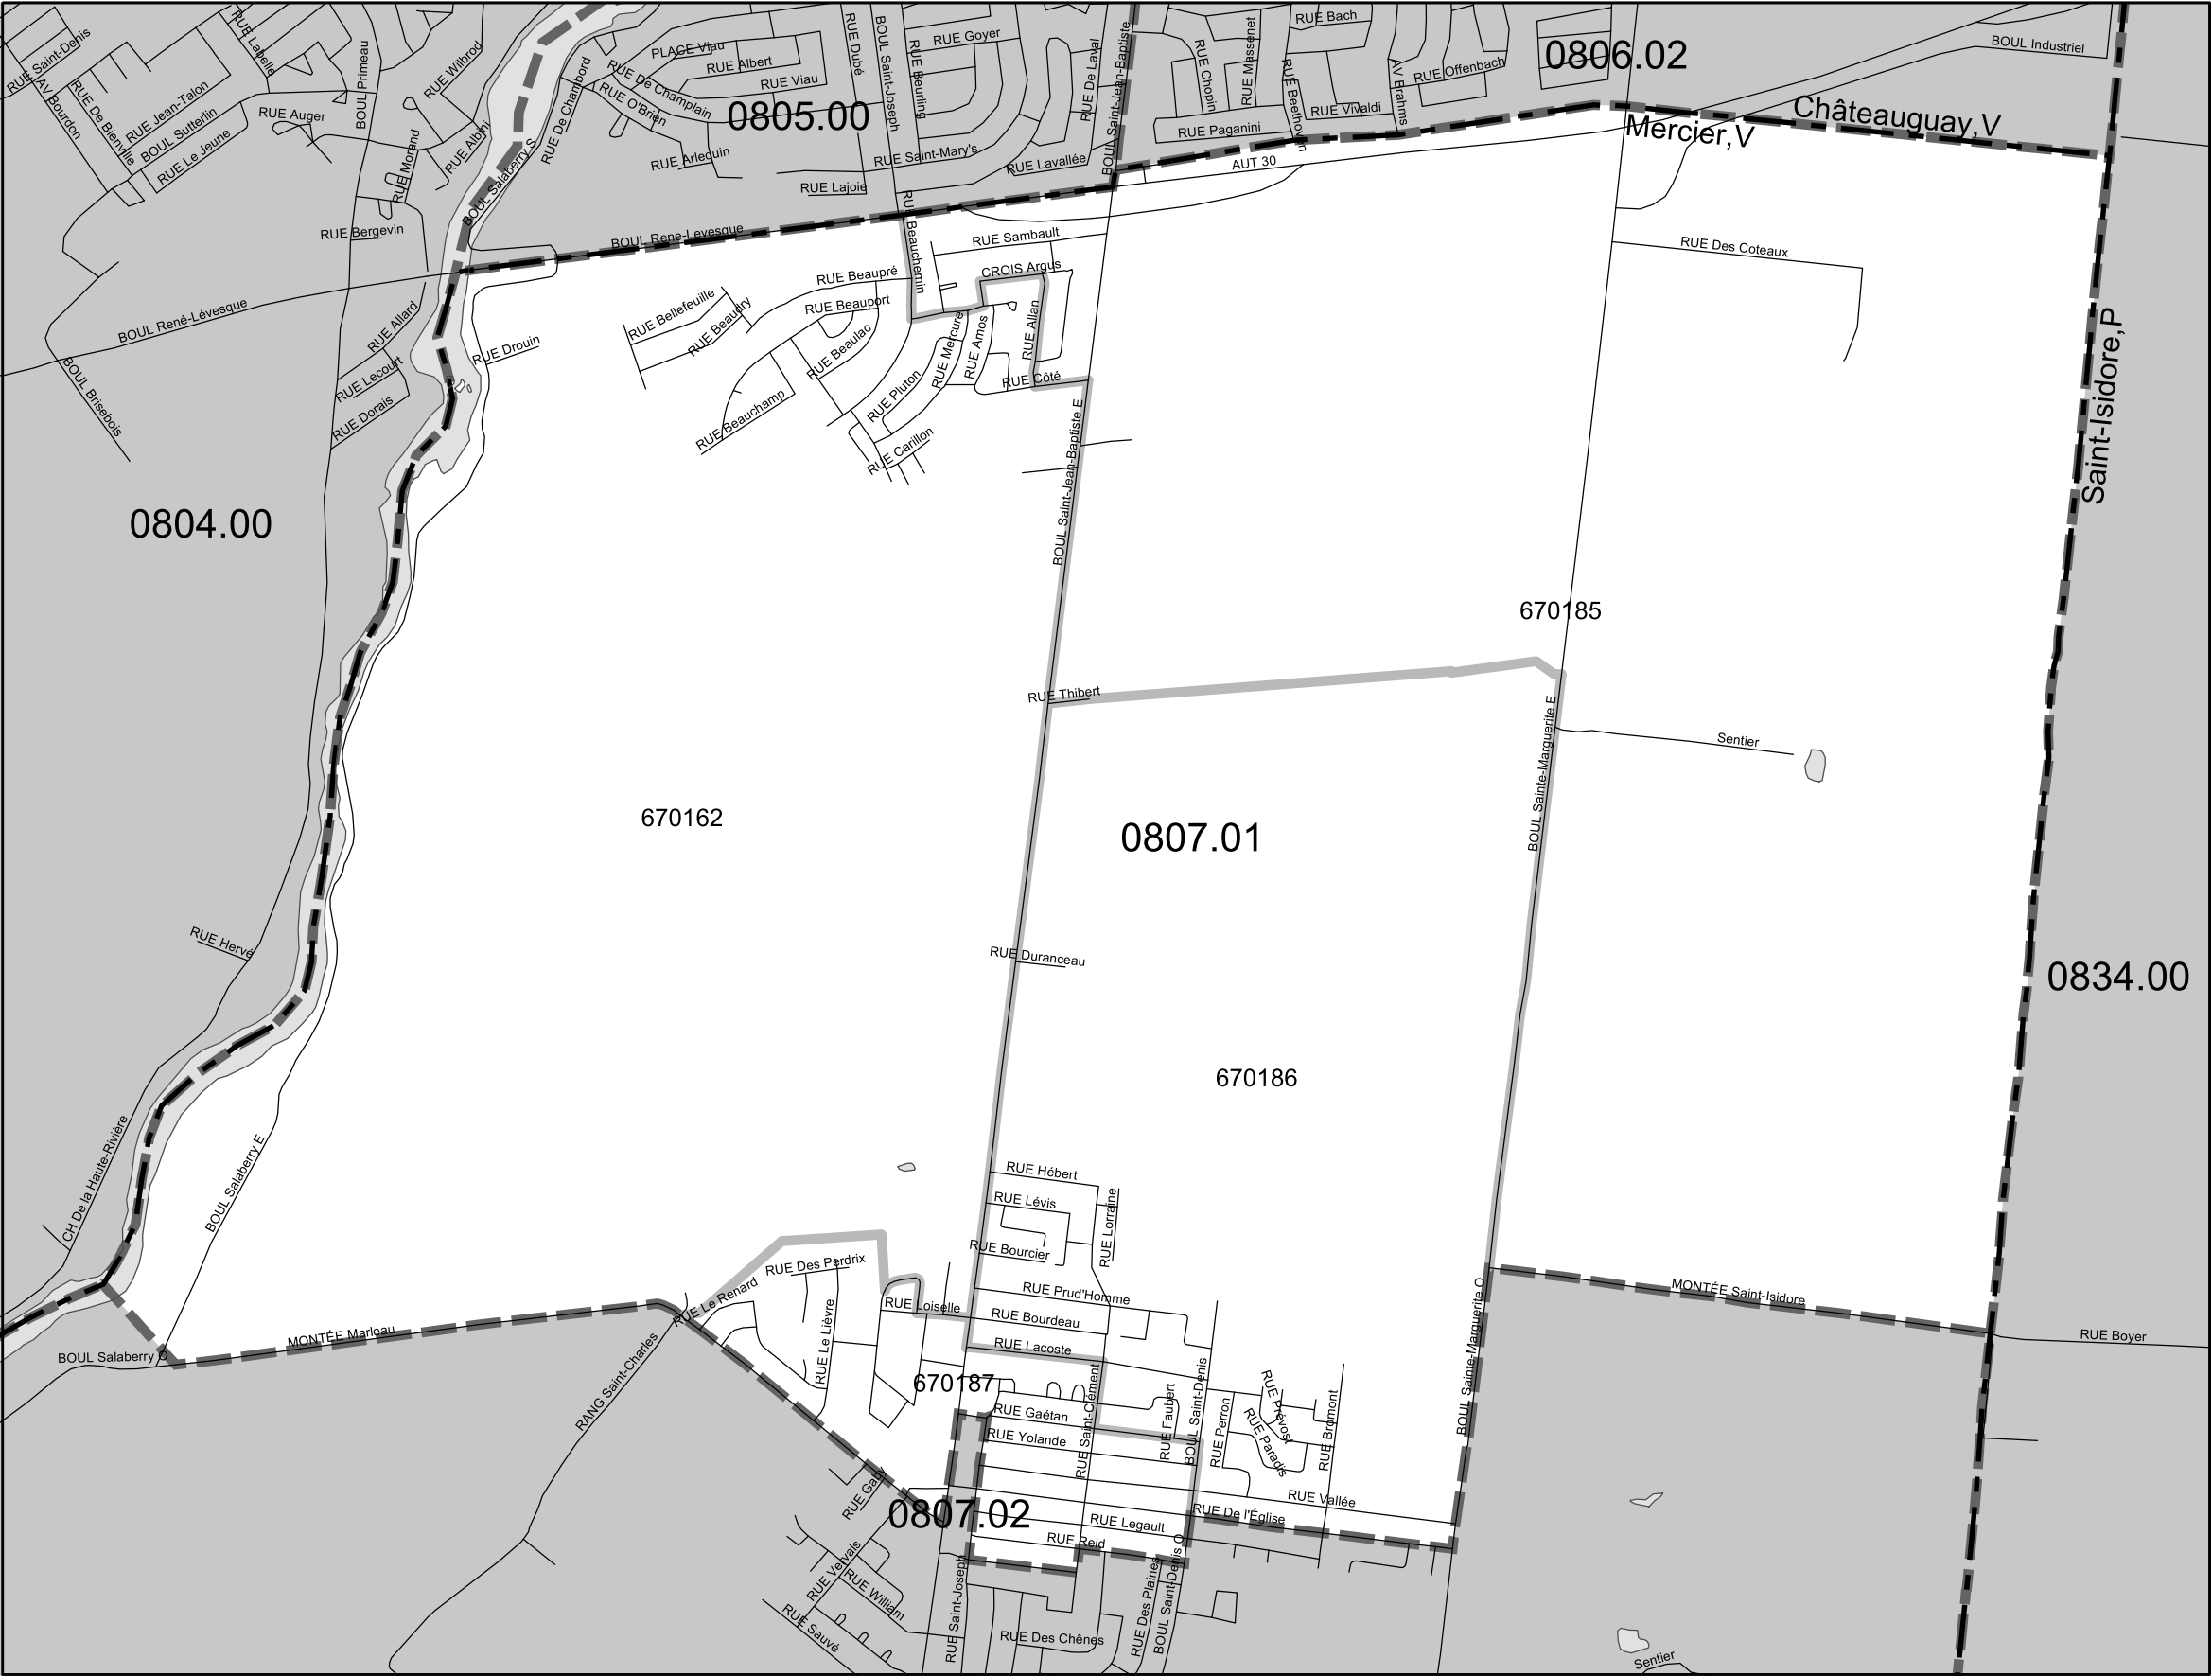 RUE Saint-Denis
RUE Labelle
BOUL Primeau
RUE Wilbrod
PLACE Viau
RUE Albert
RUE Viau
RUE Dubé
BOUL Saint-Joseph
RUE Beurling
RUE Goyer
RUE De Laval
BOUL Saint-Jean-Baptiste
RUE Chopin
RUE Massenet
RUE Bach
RUE Beethoven
AV Brahms
RUE Offenbach
0806.02
BOUL Industriel
AV Bourdon
RUE De Bienville
RUE Jean-Talon
BOUL Sutterlin
RUE Le Jeune
RUE Auger
RUE Morand
RUE Albini
BOUL Salaberry S
RUE De Chambord
RUE De Champlain
RUE O'Brien
0805.00
RUE Arlequin
RUE Saint-Mary's
RUE Lajoie
RUE Lavallée
RUE Paganini
RUE Vivaldi
AUT 30
Châteauguay,V
Mercier,V
RUE Bergevin
BOUL Rene-Levesque
RUE Beauchemin
RUE Sambault
CROIS Argus
RUE Des Coteaux
BOUL René-Lévesque
RUE Allard
RUE Drouin
RUE Bellefeuille
RUE Beaudry
RUE Beaupré
RUE Beauport
RUE Beaulac
RUE Mercure
RUE Amos
RUE Allan
Saint-Isidore,P
BOUL Brisebois
RUE Lecourt
RUE Dorais
RUE Beauchamp
RUE Pluton
RUE Côté
RUE Carillon
BOUL Saint-Jean-Baptiste E
0804.00
670185
RUE Thibert
BOUL Sainte-Marguerite E
Sentier
670162
0807.01
RUE Hervé
RUE Duranceau
0834.00
670186
CH De la Haute-Rivière
BOUL Salaberry E
RUE Hébert
RUE Lévis
RUE Lorraine
RUE Bourcier
RUE Des Perdrix
RUE Le Renard
RUE Le Lièvre
RUE Loiselle
RUE Prud'Homme
RUE Bourdeau
RUE Lacoste
BOUL Sainte-Marguerite O
MONTÉE Saint-Isidore
RUE Boyer
MONTÉE Marleau
BOUL Salaberry O
RANG Saint-Charles
670187
RUE Gaétan
RUE Yolande
RUE Saint-Clément
RUE Faubert
BOUL Saint-Denis
RUE Perron
RUE Prévost
RUE Paradis
RUE Bromont
RUE Gaby
0807.02
RUE Vallée
RUE De l'Église
RUE Legault
RUE Reid
RUE Vervais
RUE William
RUE Sauvé
RUE Saint-Joseph
RUE Des Chênes
RUE Des Plaines
BOUL Saint-Denis O
Sentier